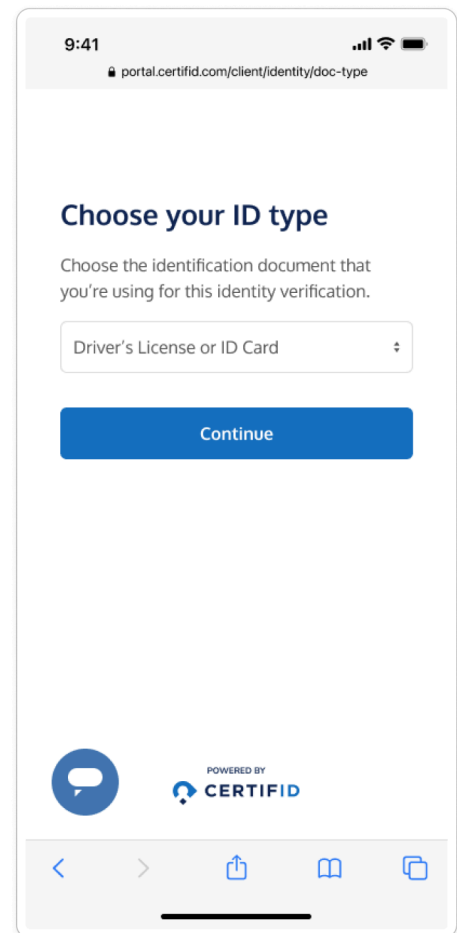 9:41
portal.certifid.com/client/identity/doc-type
Choose your ID type
Choose the identification document that
you're using for this identity verification.
Driver's License or ID Card
Continue
POWERED BY
CERTIFID